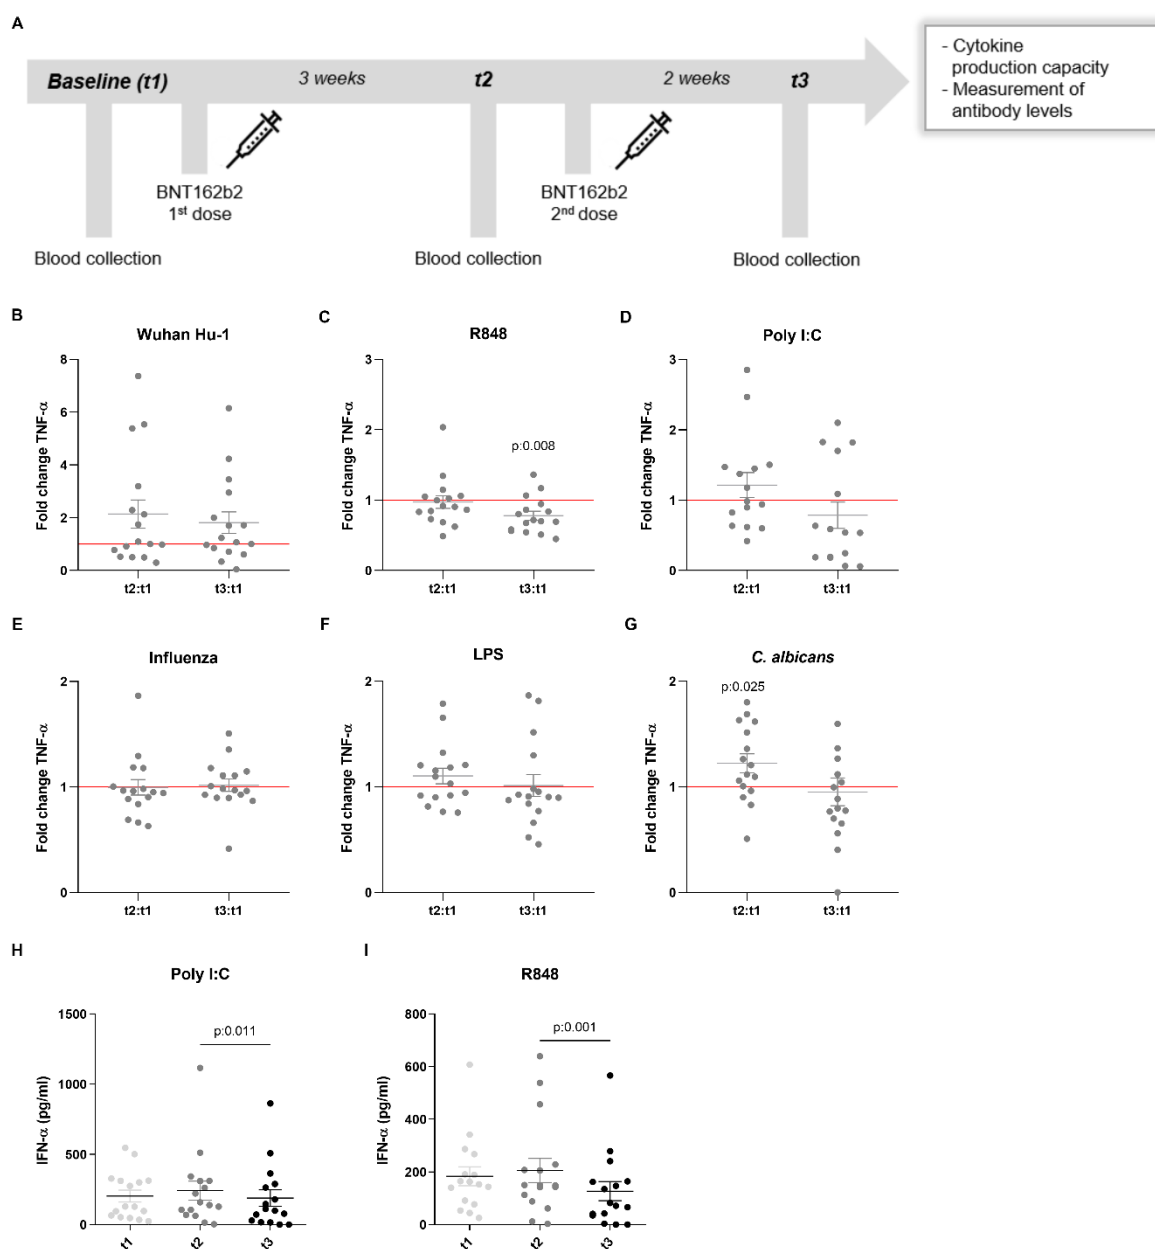 A
Baseline (t1)
3 weeks
t2
2 weeks
t3
- Cytokine
production capacity
- Measurement of
antibody levels
BNT162b2
1st dose
BNT162b2
2nd dose
Blood collection
Blood collection
Blood collection
B
Wuhan Hu-1
Fold change TNF-α
8
6
4
2
0
t2:t1
t3:t1
C
R848
Fold change TNF-α
3
2
1
0
p:0.008
t2:t1
t3:t1
D
Poly I:C
Fold change TNF-α
3
2
1
0
t2:t1
t3:t1
E
Influenza
Fold change TNF-α
2
1
0
t2:t1
t3:t1
F
LPS
Fold change TNF-α
2
1
0
t2:t1
t3:t1
G
C. albicans
Fold change TNF-α
2
1
0
p:0.025
t2:t1
t3:t1
H
Poly I:C
IFN-α (pg/ml)
1500
1000
500
0
p:0.011
t1
t2
t3
I
R848
IFN-α (pg/ml)
800
600
400
200
0
p:0.001
t1
t2
t3